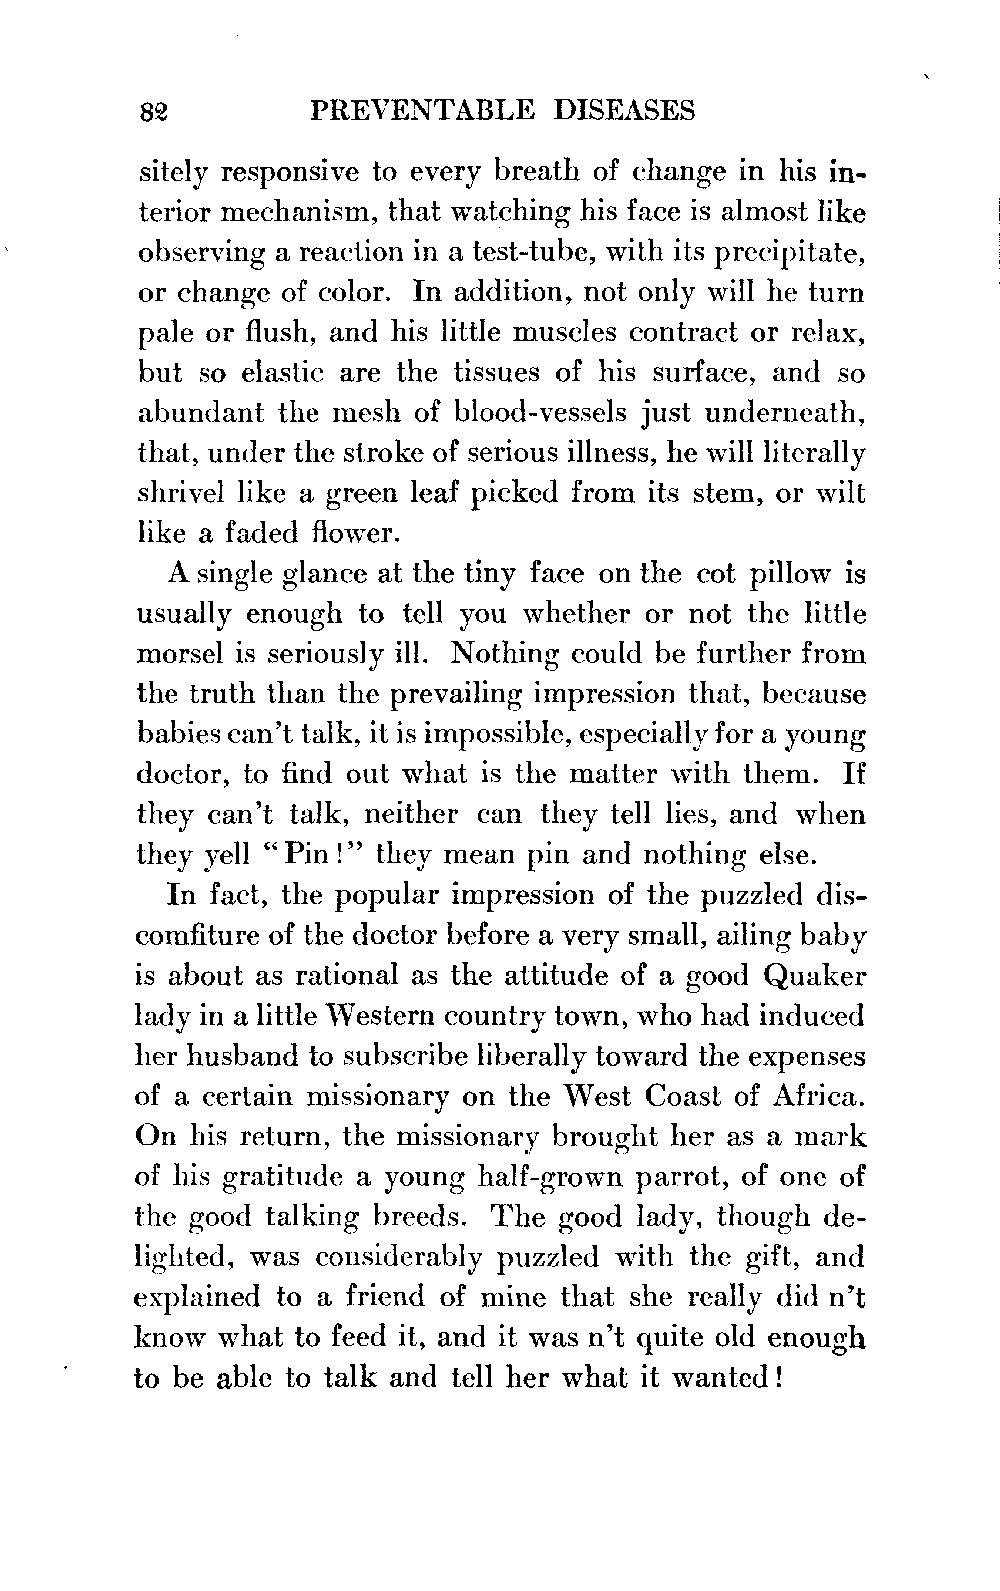 82 PREVENTABLE DISEASES
sitely responsive to every breath of change in his in-
terior mechanism, that watching his face is almost like
observing a reaction in a test-tube, with its precipitate,
or change of color. In addition, not only will he turn
pale or flush, and his little muscles contract or relax,
but so elastic are the tissues of his surface, and so
abundant the mesh of blood-vessels just underneath,
that, under the stroke of serious illness, he will literally
shrivel like a green leaf picked from its stem, or wilt
like a faded flower.
A single glance at the tiny face on the cot pillow is
usually enough to tell you whether or not the little
morsel is seriously ill. Nothing could be further from
the truth than the prevailing impression that, because
babies can't talk, it is impossible, especially for a young
doctor, to find out what is the matter with them. If
they can't talk, neither can they tell lies, and when
they yell "Pin!" they mean pin and nothing else.
In fact, the popular impression of the puzzled dis-
comfiture of the doctor before a very small, ailing baby
is about as rational as the attitude of a good Quaker
lady in a little Western country town, who had induced
her husband to subscribe liberally toward the expenses
of a certain missionary on the West Coast of Africa.
On his return, the missionary brought her as a mark
of his gratitude a young half-grown parrot, of one of
the good talking breeds. The good lady, though de-
lighted, was considerably puzzled with the gift, and
explained to a friend of mine that she really did n't
know what to feed it, and it was n't quite old enough
to be able to talk and tell her what it wanted!